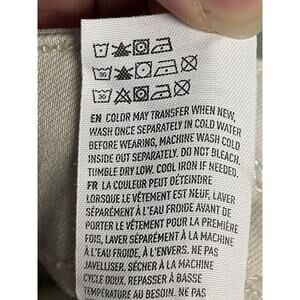 30
30
EN COLOR MAY TRANSFER WHEN NEW,
WASH ONCE SEPARATELY IN COLD WATER
BEFORE WEARING, MACHINE WASH COLD
INSIDE OUT SEPARATELY. DO NOT BLEACH.
TUMBLE DRY LOW. COOL IRON IF NEEDED.
FR LA COULEUR PEUT DÉTEINDRE
LORSQUE LE VÊTEMENT EST NEUF, LAVER
SÉPARÉMENT À L'EAU FROIDE AVANT DE
PORTER LE VÊTEMENT POUR LA PREMIÈRE
FOIS, LAVER SÉPARÉMENT À LA MACHINE
À L'EAU FROIDE, À L'ENVERS. NE PAS
JAVELLISER. SÉCHER À LA MACHINE
CYCLE DOUX. REPASSER À BASSE
TEMPÉRATURE AU BESOIN. NE PAS